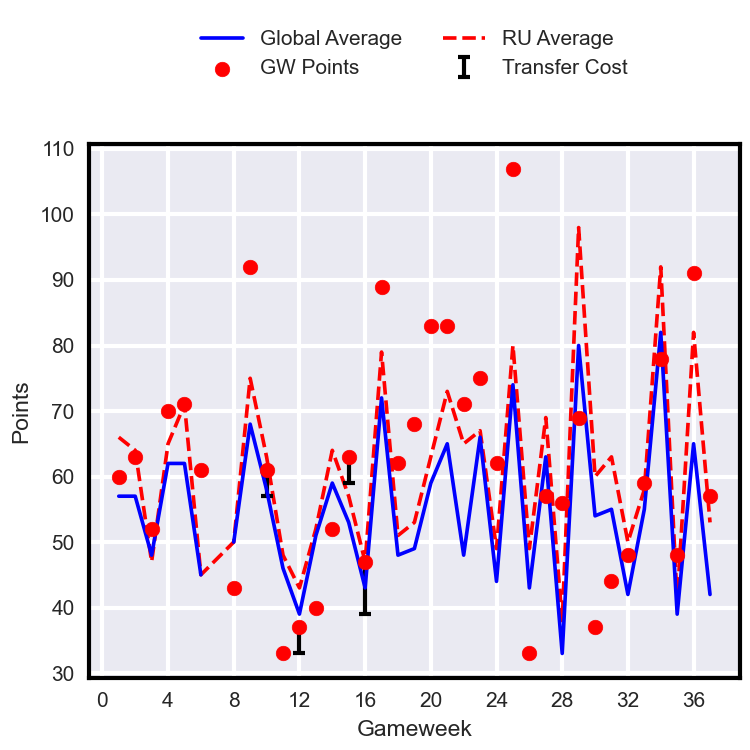 Global Average
RU Average
GW Points
Transfer Cost
110
100
90
80
70
60
50
40
30
Points
0 4 8 12 16 20 24 28 32 36
Gameweek